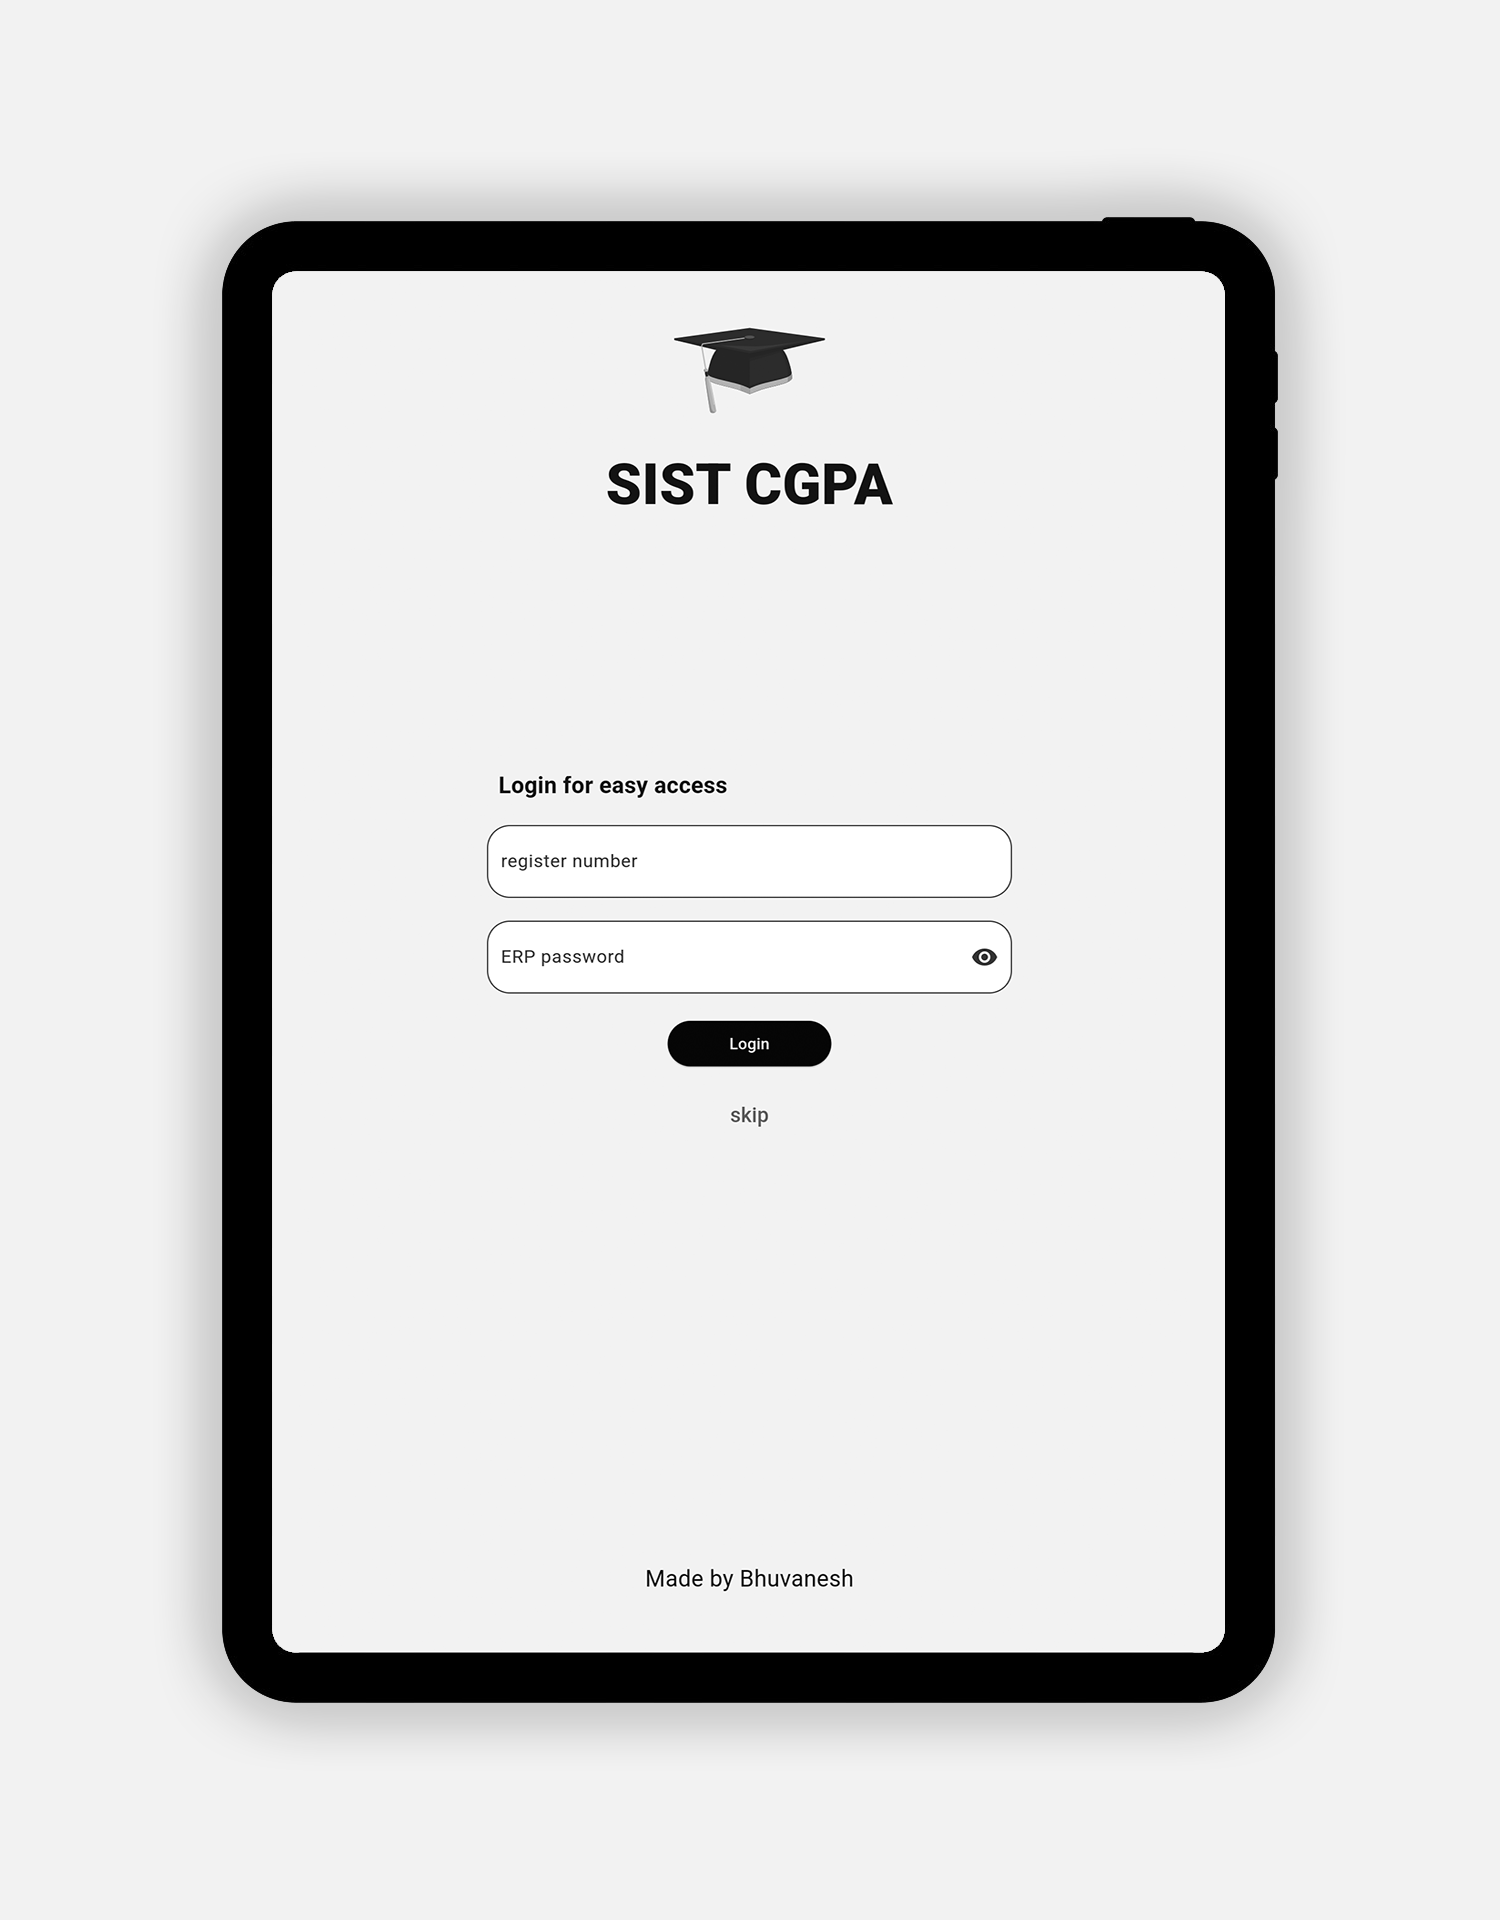 SIST CGPA
Login for easy access
register number
ERP password
Login
skip
Made by Bhuvanesh